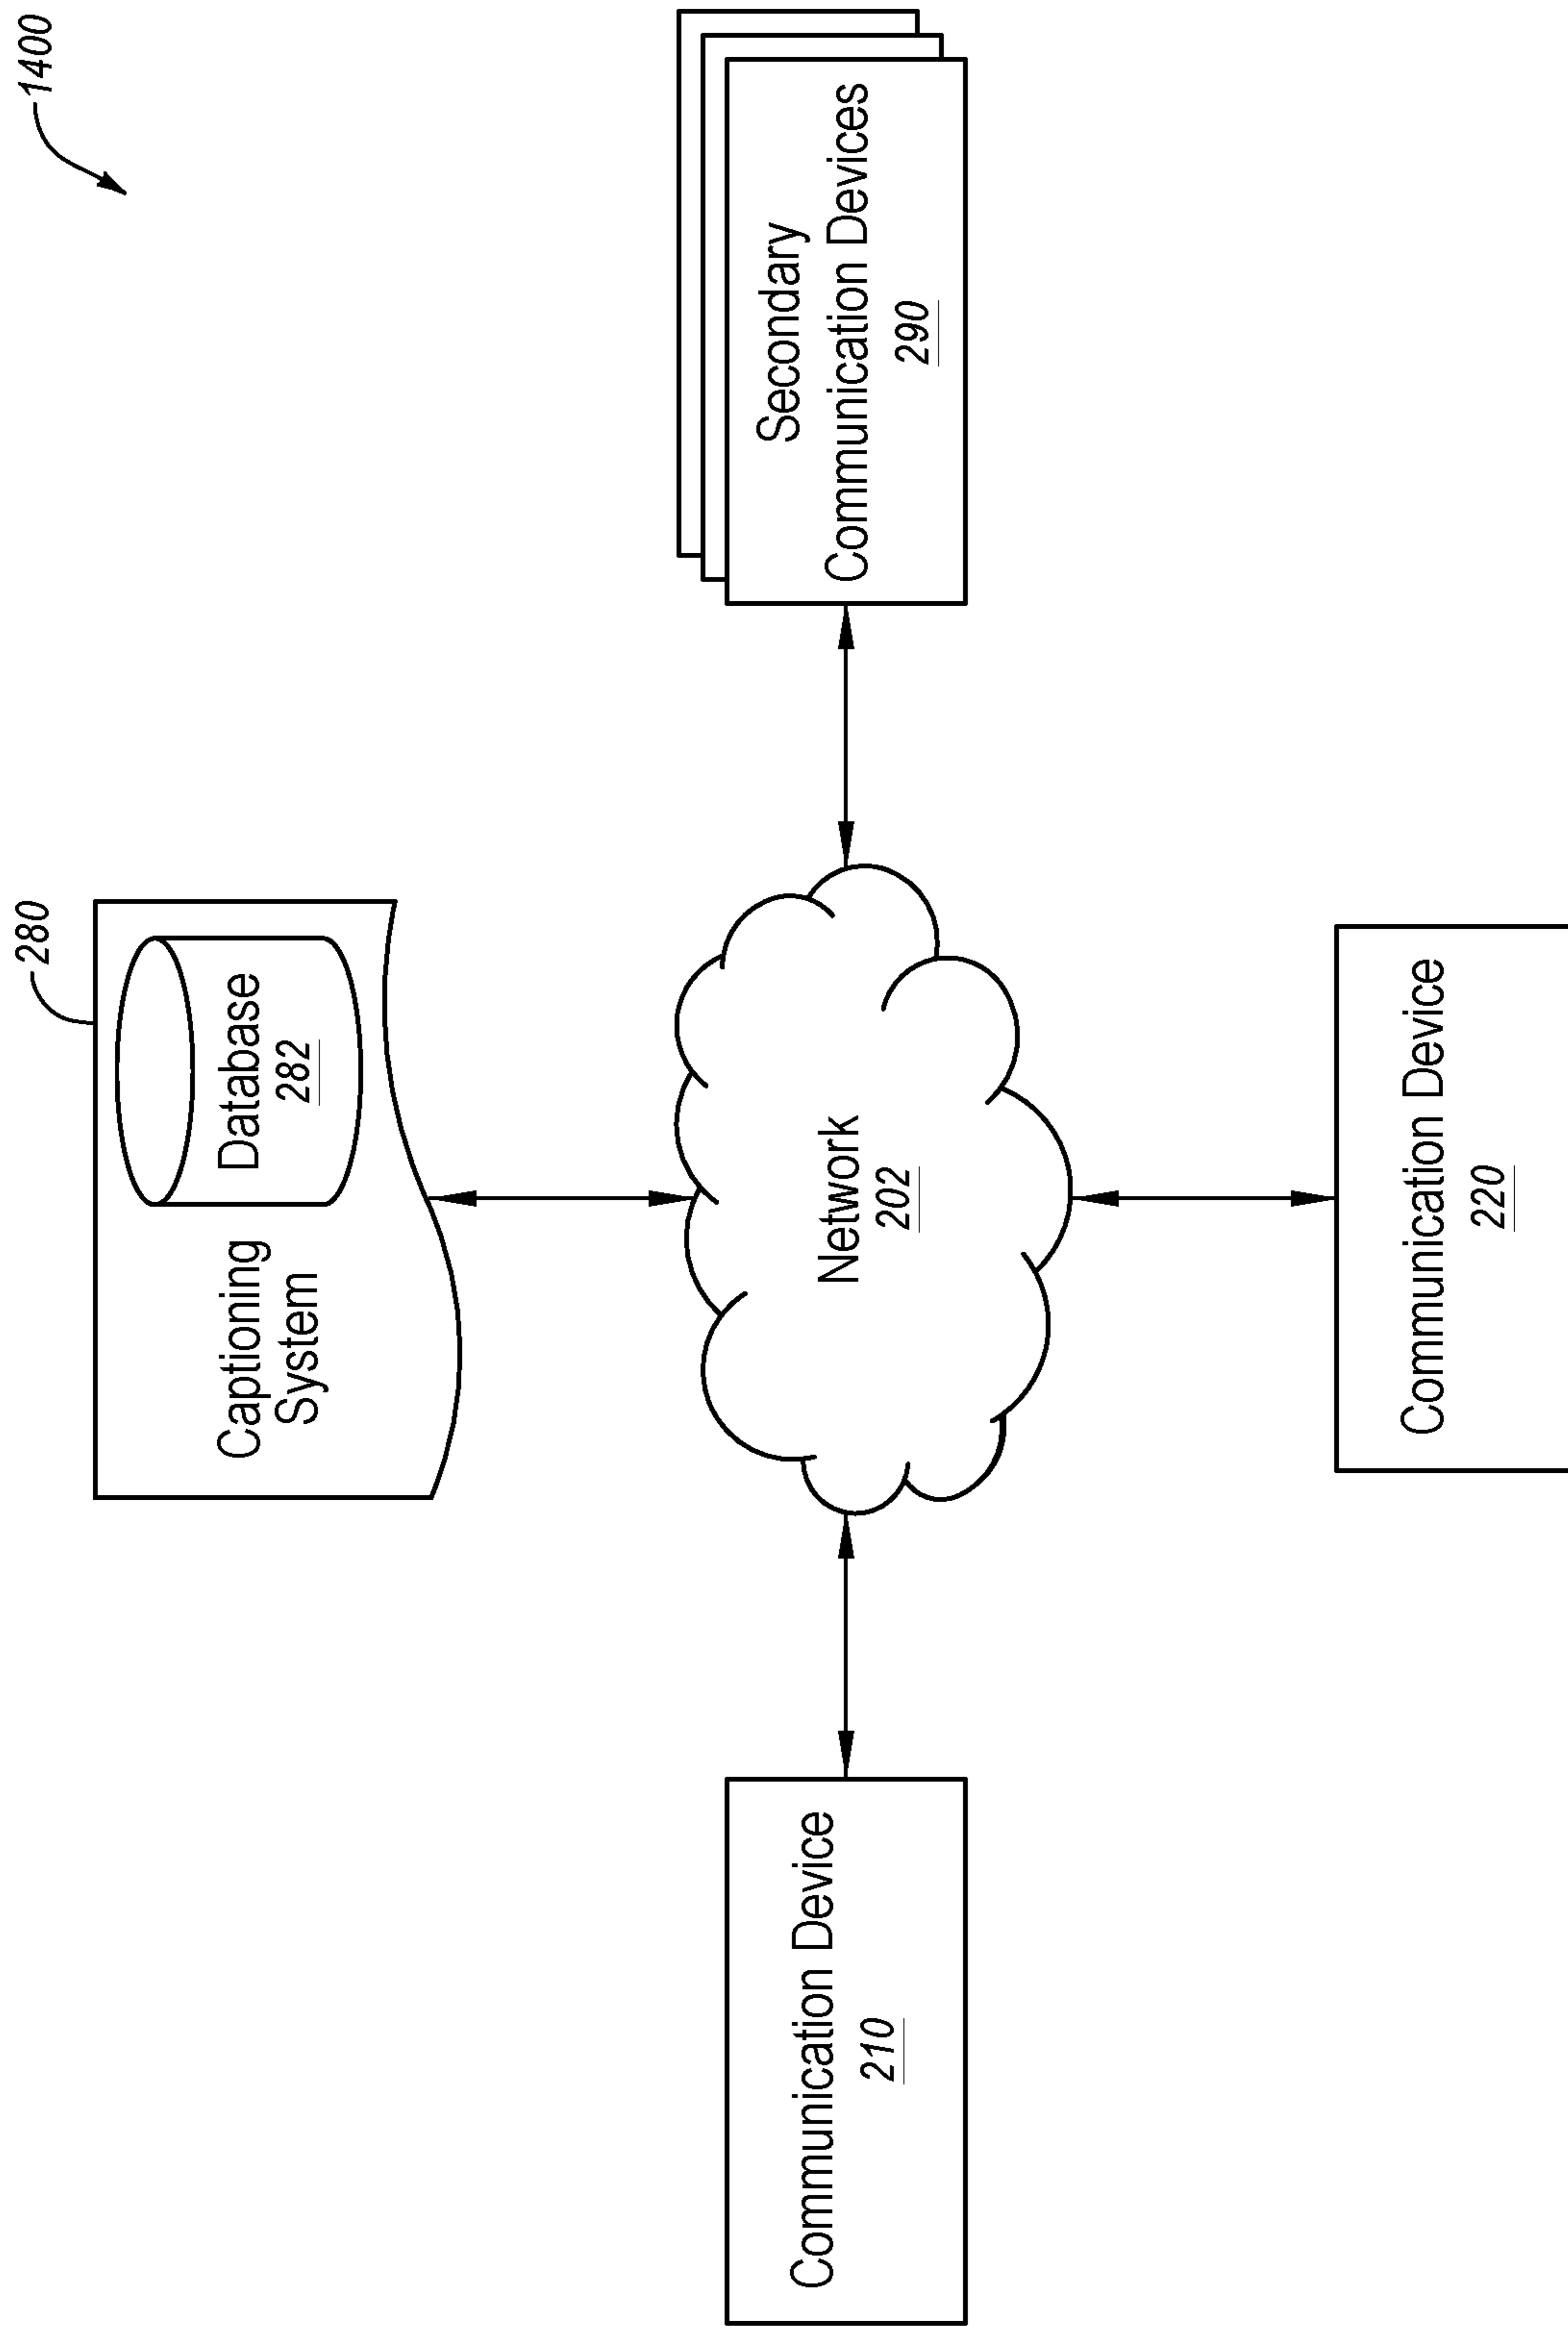 1400
280
Captioning
System
Database
282
Network
202
Communication Device
210
Secondary
Communication Devices
290
Communication Device
220